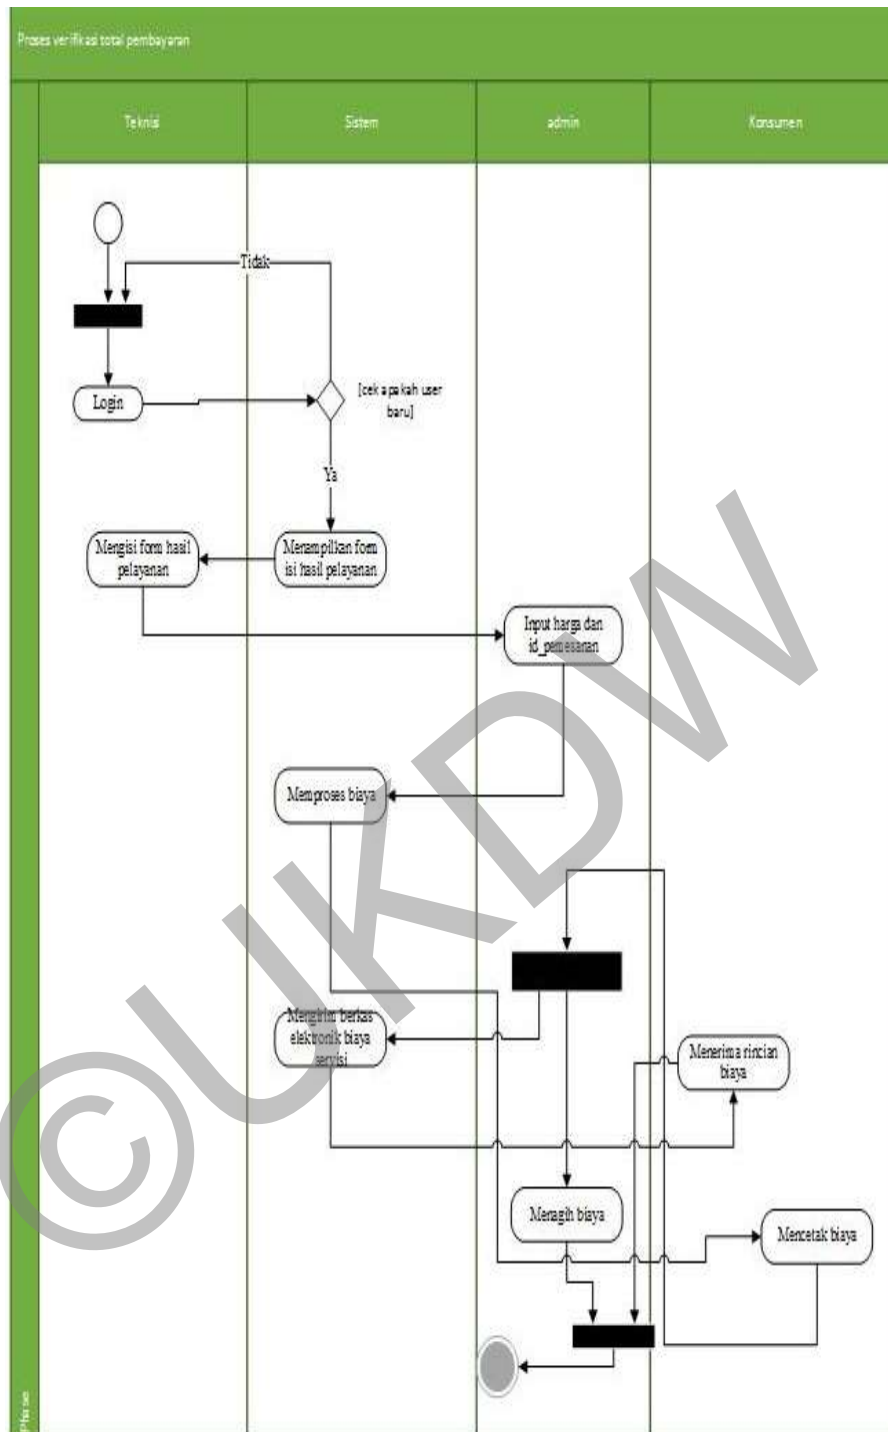 Proses verifikasi total pembayaran
Teknisi
Sistem
admin
Konsumen
Tidak
Login
[cek apakah user
baru]
Ya
Mengisi form hasil
pelayanan
Menampilkan form
isi hasil pelayanan
Input harga dan
id_pemesanan
Memproses biaya
Mengirim berkas
elektronik biaya
servisi
Menerima rincian
biaya
Menagih biaya
Mencetak biaya
Phase
©UKDW